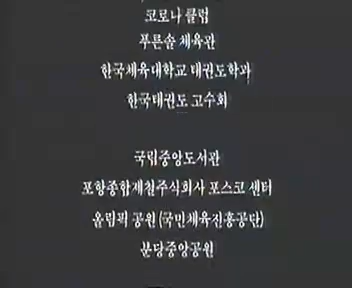 코로나 클럽
푸른솔 체육관
한국체육대학교 태권도학과
한국태권도 고수회
국립중앙도서관
포항종합제철주식회사 포스코 센터
올림픽 공원 (국민체육진흥공단)
분당중앙공원